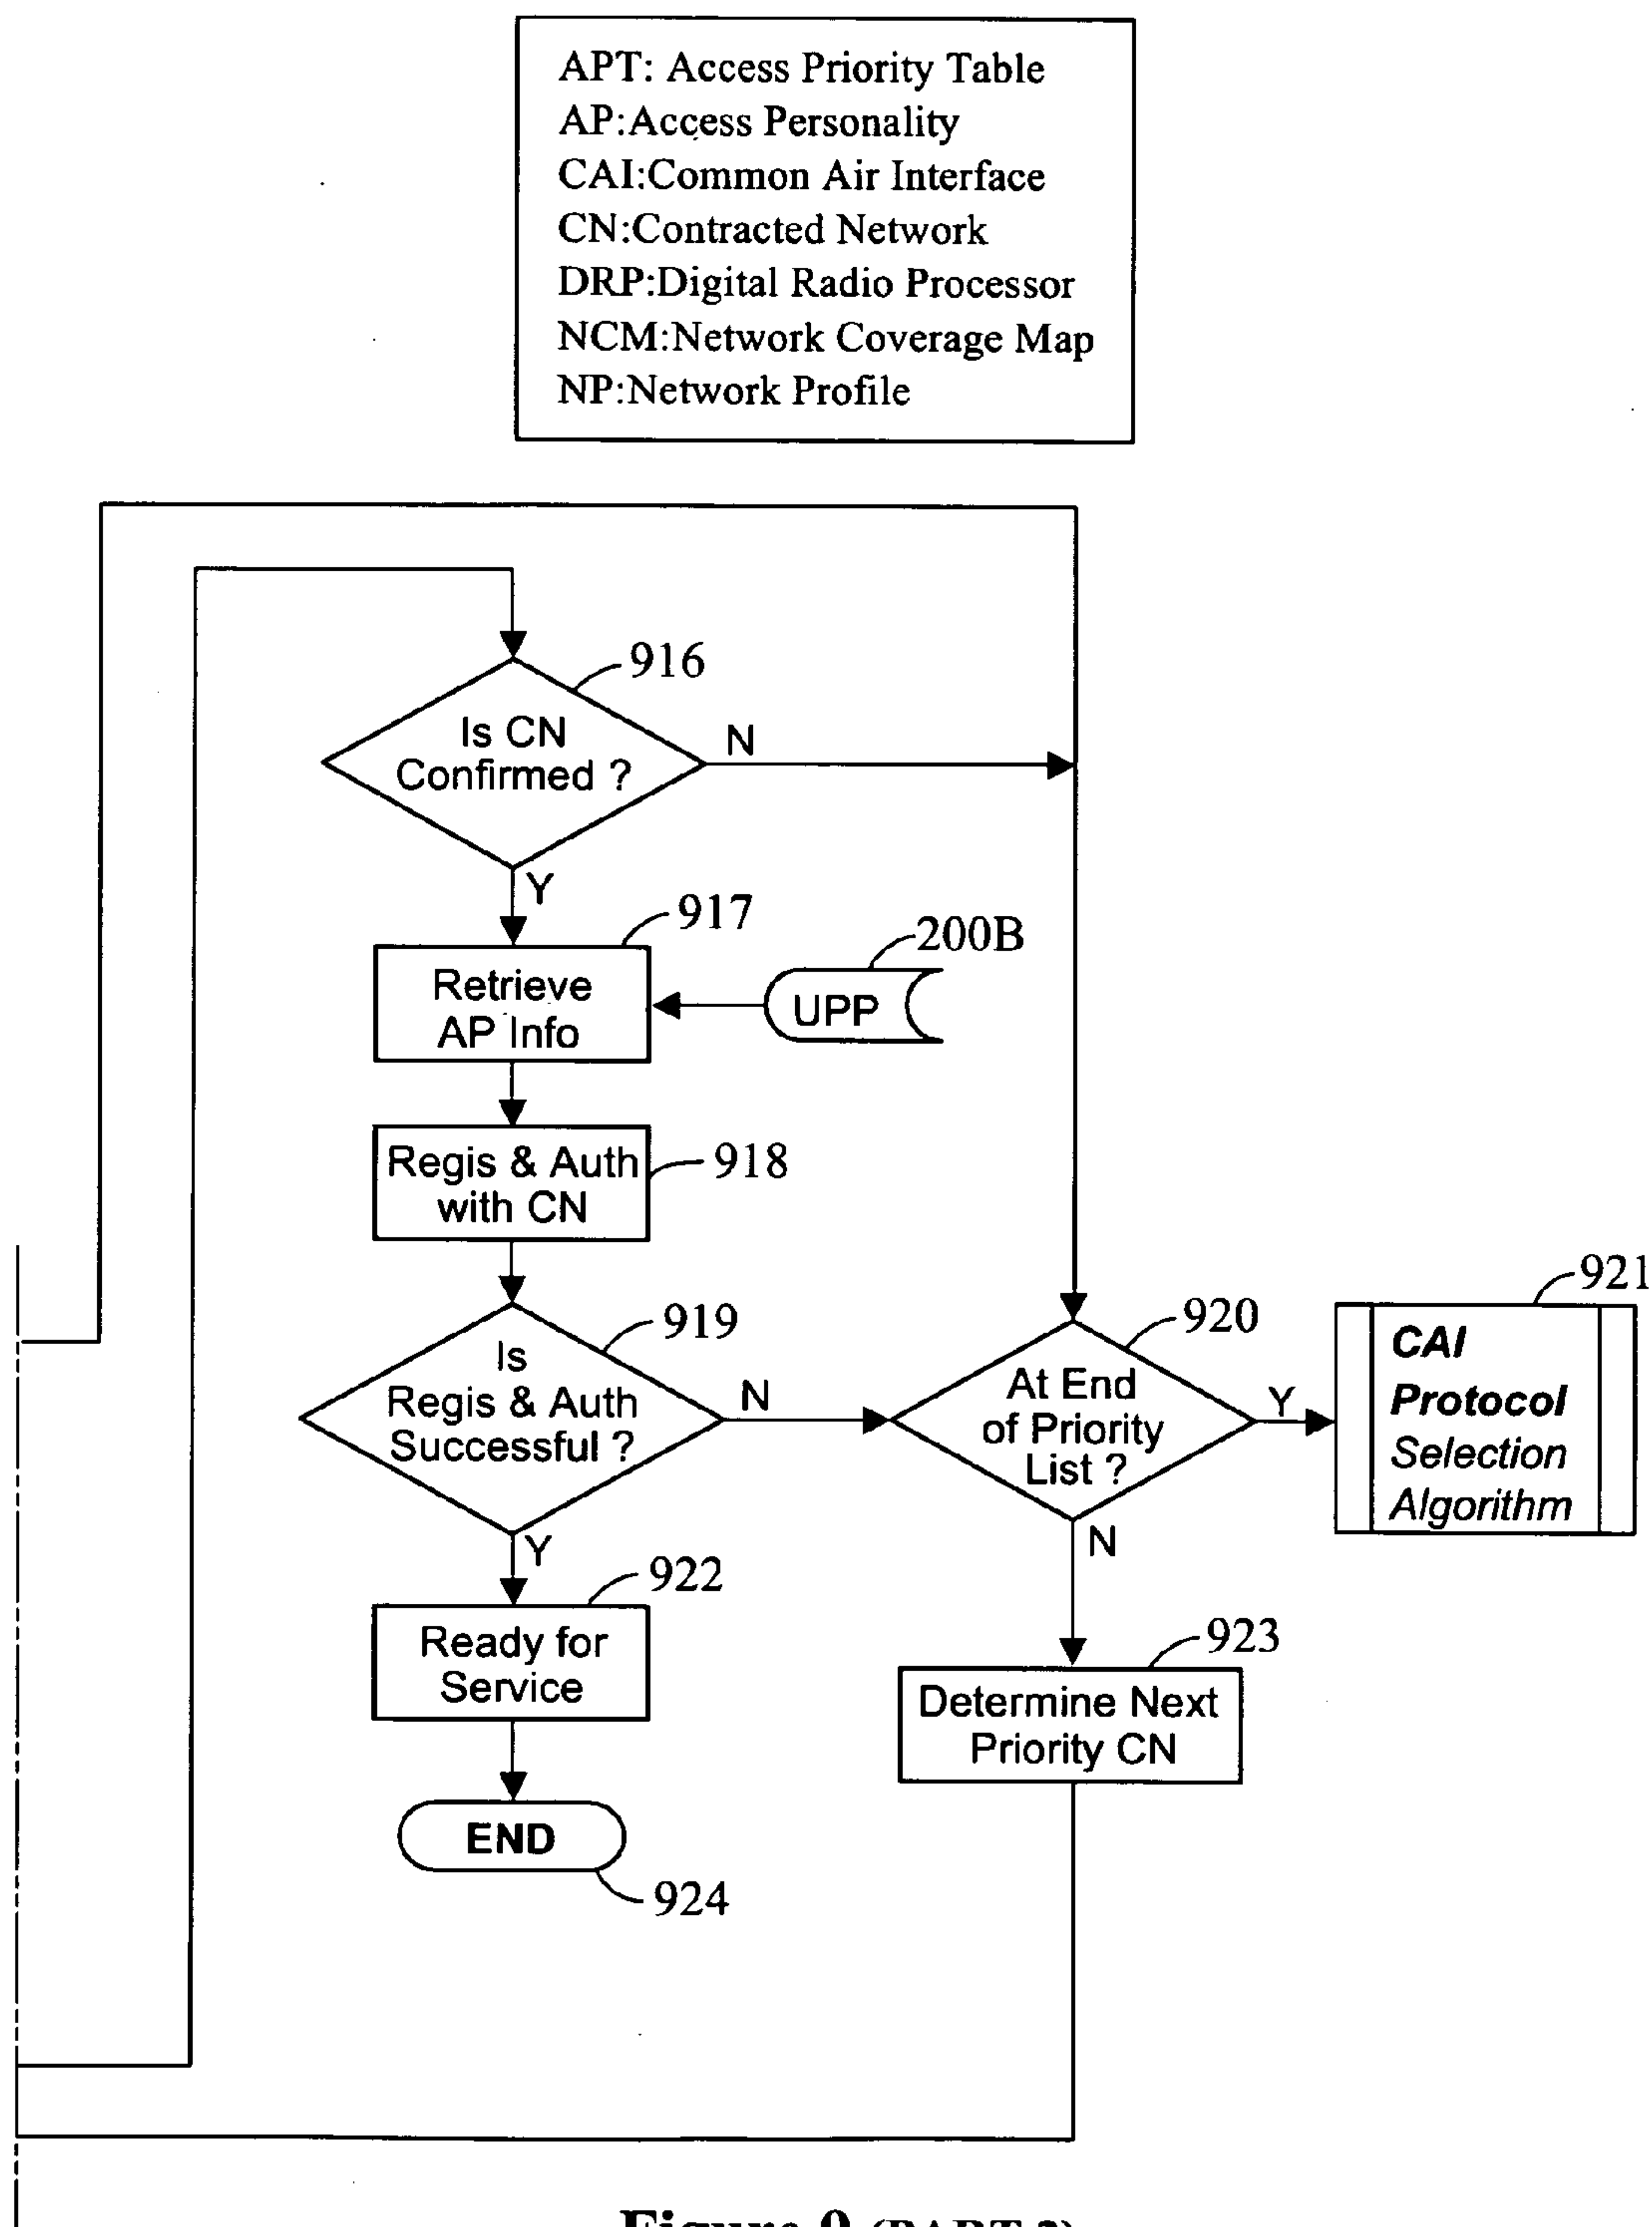 APT: Access Priority Table
AP:Access Personality
CAI:Common Air Interface
CN:Contracted Network
DRP:Digital Radio Processor
NCM:Network Coverage Map
NP:Network Profile
916
Is CN
Confirmed ?
N
Y
917
Retrieve
AP Info
200B
UPP
Regis & Auth
with CN
918
919
Is
Regis & Auth
Successful ?
N
Y
920
At End
of Priority
List ?
Y
N
921
CAI
Protocol
Selection
Algorithm
922
Ready for
Service
923
Determine Next
Priority CN
END
924